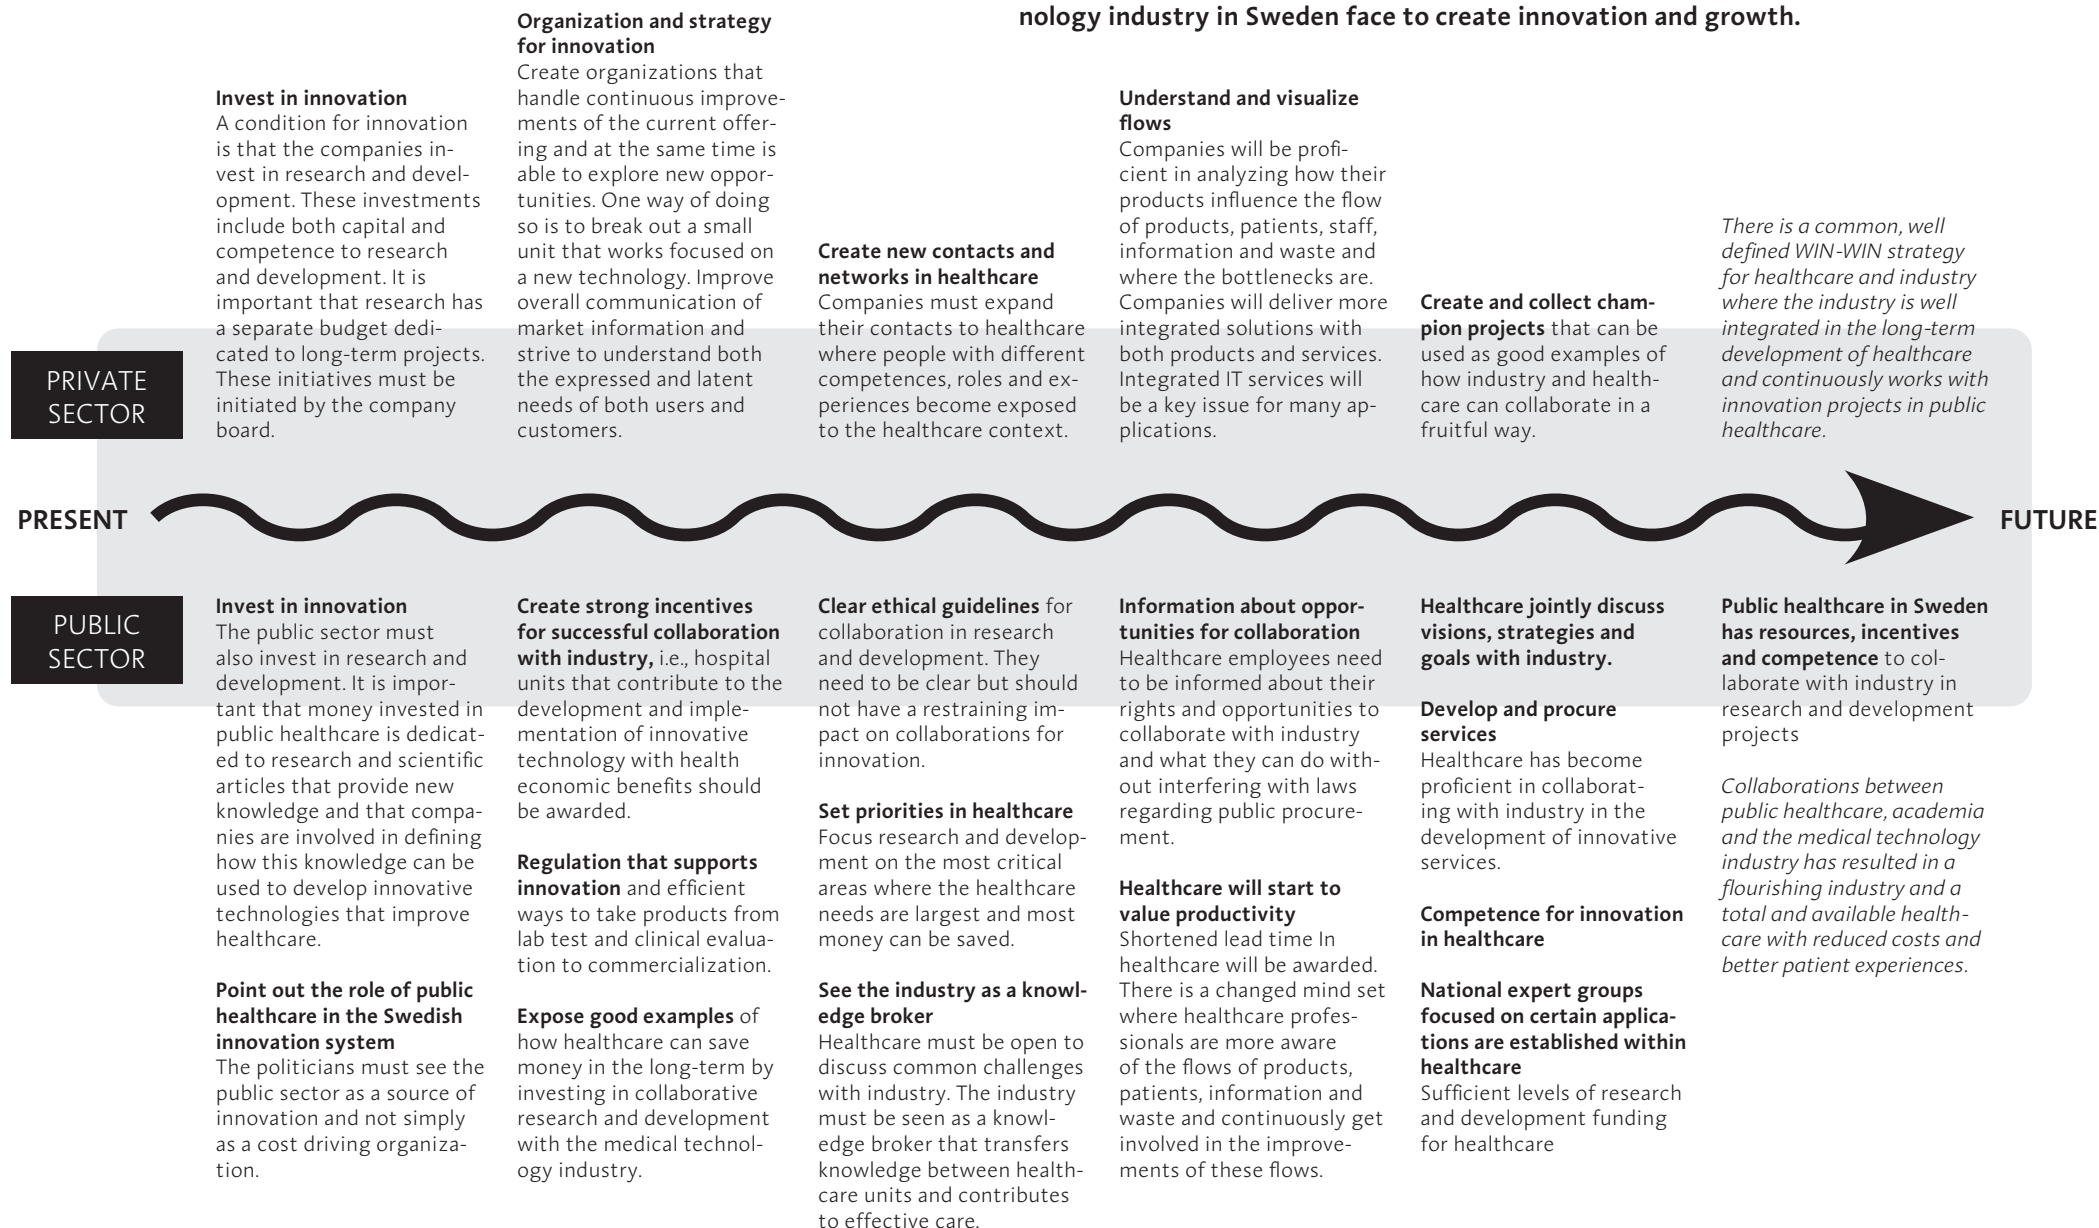 nology industry in Sweden face to create innovation and growth.
Invest in innovation
A condition for innovation
is that the companies in-
vest in research and devel-
opment. These investments
include both capital and
competence to research
and development. It is
important that research has
a separate budget dedi-
cated to long-term projects.
These initiatives must be
initiated by the company
board.
Organization and strategy
for innovation
Create organizations that
handle continuous improve-
ments of the current offer-
ing and at the same time is
able to explore new oppor-
tunities. One way of doing
so is to break out a small
unit that works focused on
a new technology. Improve
overall communication of
market information and
strive to understand both
the expressed and latent
needs of both users and
customers.
Create new contacts and
networks in healthcare
Companies must expand
their contacts to healthcare
where people with different
competences, roles and ex-
periences become exposed
to the healthcare context.
Understand and visualize
flows
Companies will be profi-
cient in analyzing how their
products influence the flow
of products, patients, staff,
information and waste and
where the bottlenecks are.
Companies will deliver more
integrated solutions with
both products and services.
Integrated IT services will
be a key issue for many ap-
plications.
Create and collect cham-
pion projects that can be
used as good examples of
how industry and health-
care can collaborate in a
fruitful way.
There is a common, well
defined WIN-WIN strategy
for healthcare and industry
where the industry is well
integrated in the long-term
development of healthcare
and continuously works with
innovation projects in public
healthcare.
PRIVATE
SECTOR
PRESENT
FUTURE
PUBLIC
SECTOR
Invest in innovation
The public sector must
also invest in research and
development. It is impor-
tant that money invested in
public healthcare is dedicat-
ed to research and scientific
articles that provide new
knowledge and that compa-
nies are involved in defining
how this knowledge can be
used to develop innovative
technologies that improve
healthcare.
Point out the role of public
healthcare in the Swedish
innovation system
The politicians must see the
public sector as a source of
innovation and not simply
as a cost driving organiza-
tion.
Create strong incentives
for successful collaboration
with industry, i.e., hospital
units that contribute to the
development and imple-
mentation of innovative
technology with health
economic benefits should
be awarded.
Regulation that supports
innovation and efficient
ways to take products from
lab test and clinical evalua-
tion to commercialization.
Expose good examples of
how healthcare can save
money in the long-term by
investing in collaborative
research and development
with the medical technol-
ogy industry.
Clear ethical guidelines for
collaboration in research
and development. They
need to be clear but should
not have a restraining im-
pact on collaborations for
innovation.
Set priorities in healthcare
Focus research and develop-
ment on the most critical
areas where the healthcare
needs are largest and most
money can be saved.
See the industry as a knowl-
edge broker
Healthcare must be open to
discuss common challenges
with industry. The industry
must be seen as a knowl-
edge broker that transfers
knowledge between health-
care units and contributes
to effective care.
Information about oppor-
tunities for collaboration
Healthcare employees need
to be informed about their
rights and opportunities to
collaborate with industry
and what they can do with-
out interfering with laws
regarding public procure-
ment.
Healthcare will start to
value productivity
Shortened lead time In
healthcare will be awarded.
There is a changed mind set
where healthcare profes-
sionals are more aware
of the flows of products,
patients, information and
waste and continuously get
involved in the improve-
ments of these flows.
Healthcare jointly discuss
visions, strategies and
goals with industry.
Develop and procure
services
Healthcare has become
proficient in collaborat-
ing with industry in the
development of innovative
services.
Competence for innovation
in healthcare
National expert groups
focused on certain applica-
tions are established within
healthcare
Sufficient levels of research
and development funding
for healthcare
Public healthcare in Sweden
has resources, incentives
and competence to col-
laborate with industry in
research and development
projects
Collaborations between
public healthcare, academia
and the medical technology
industry has resulted in a
flourishing industry and a
total and available health-
care with reduced costs and
better patient experiences.